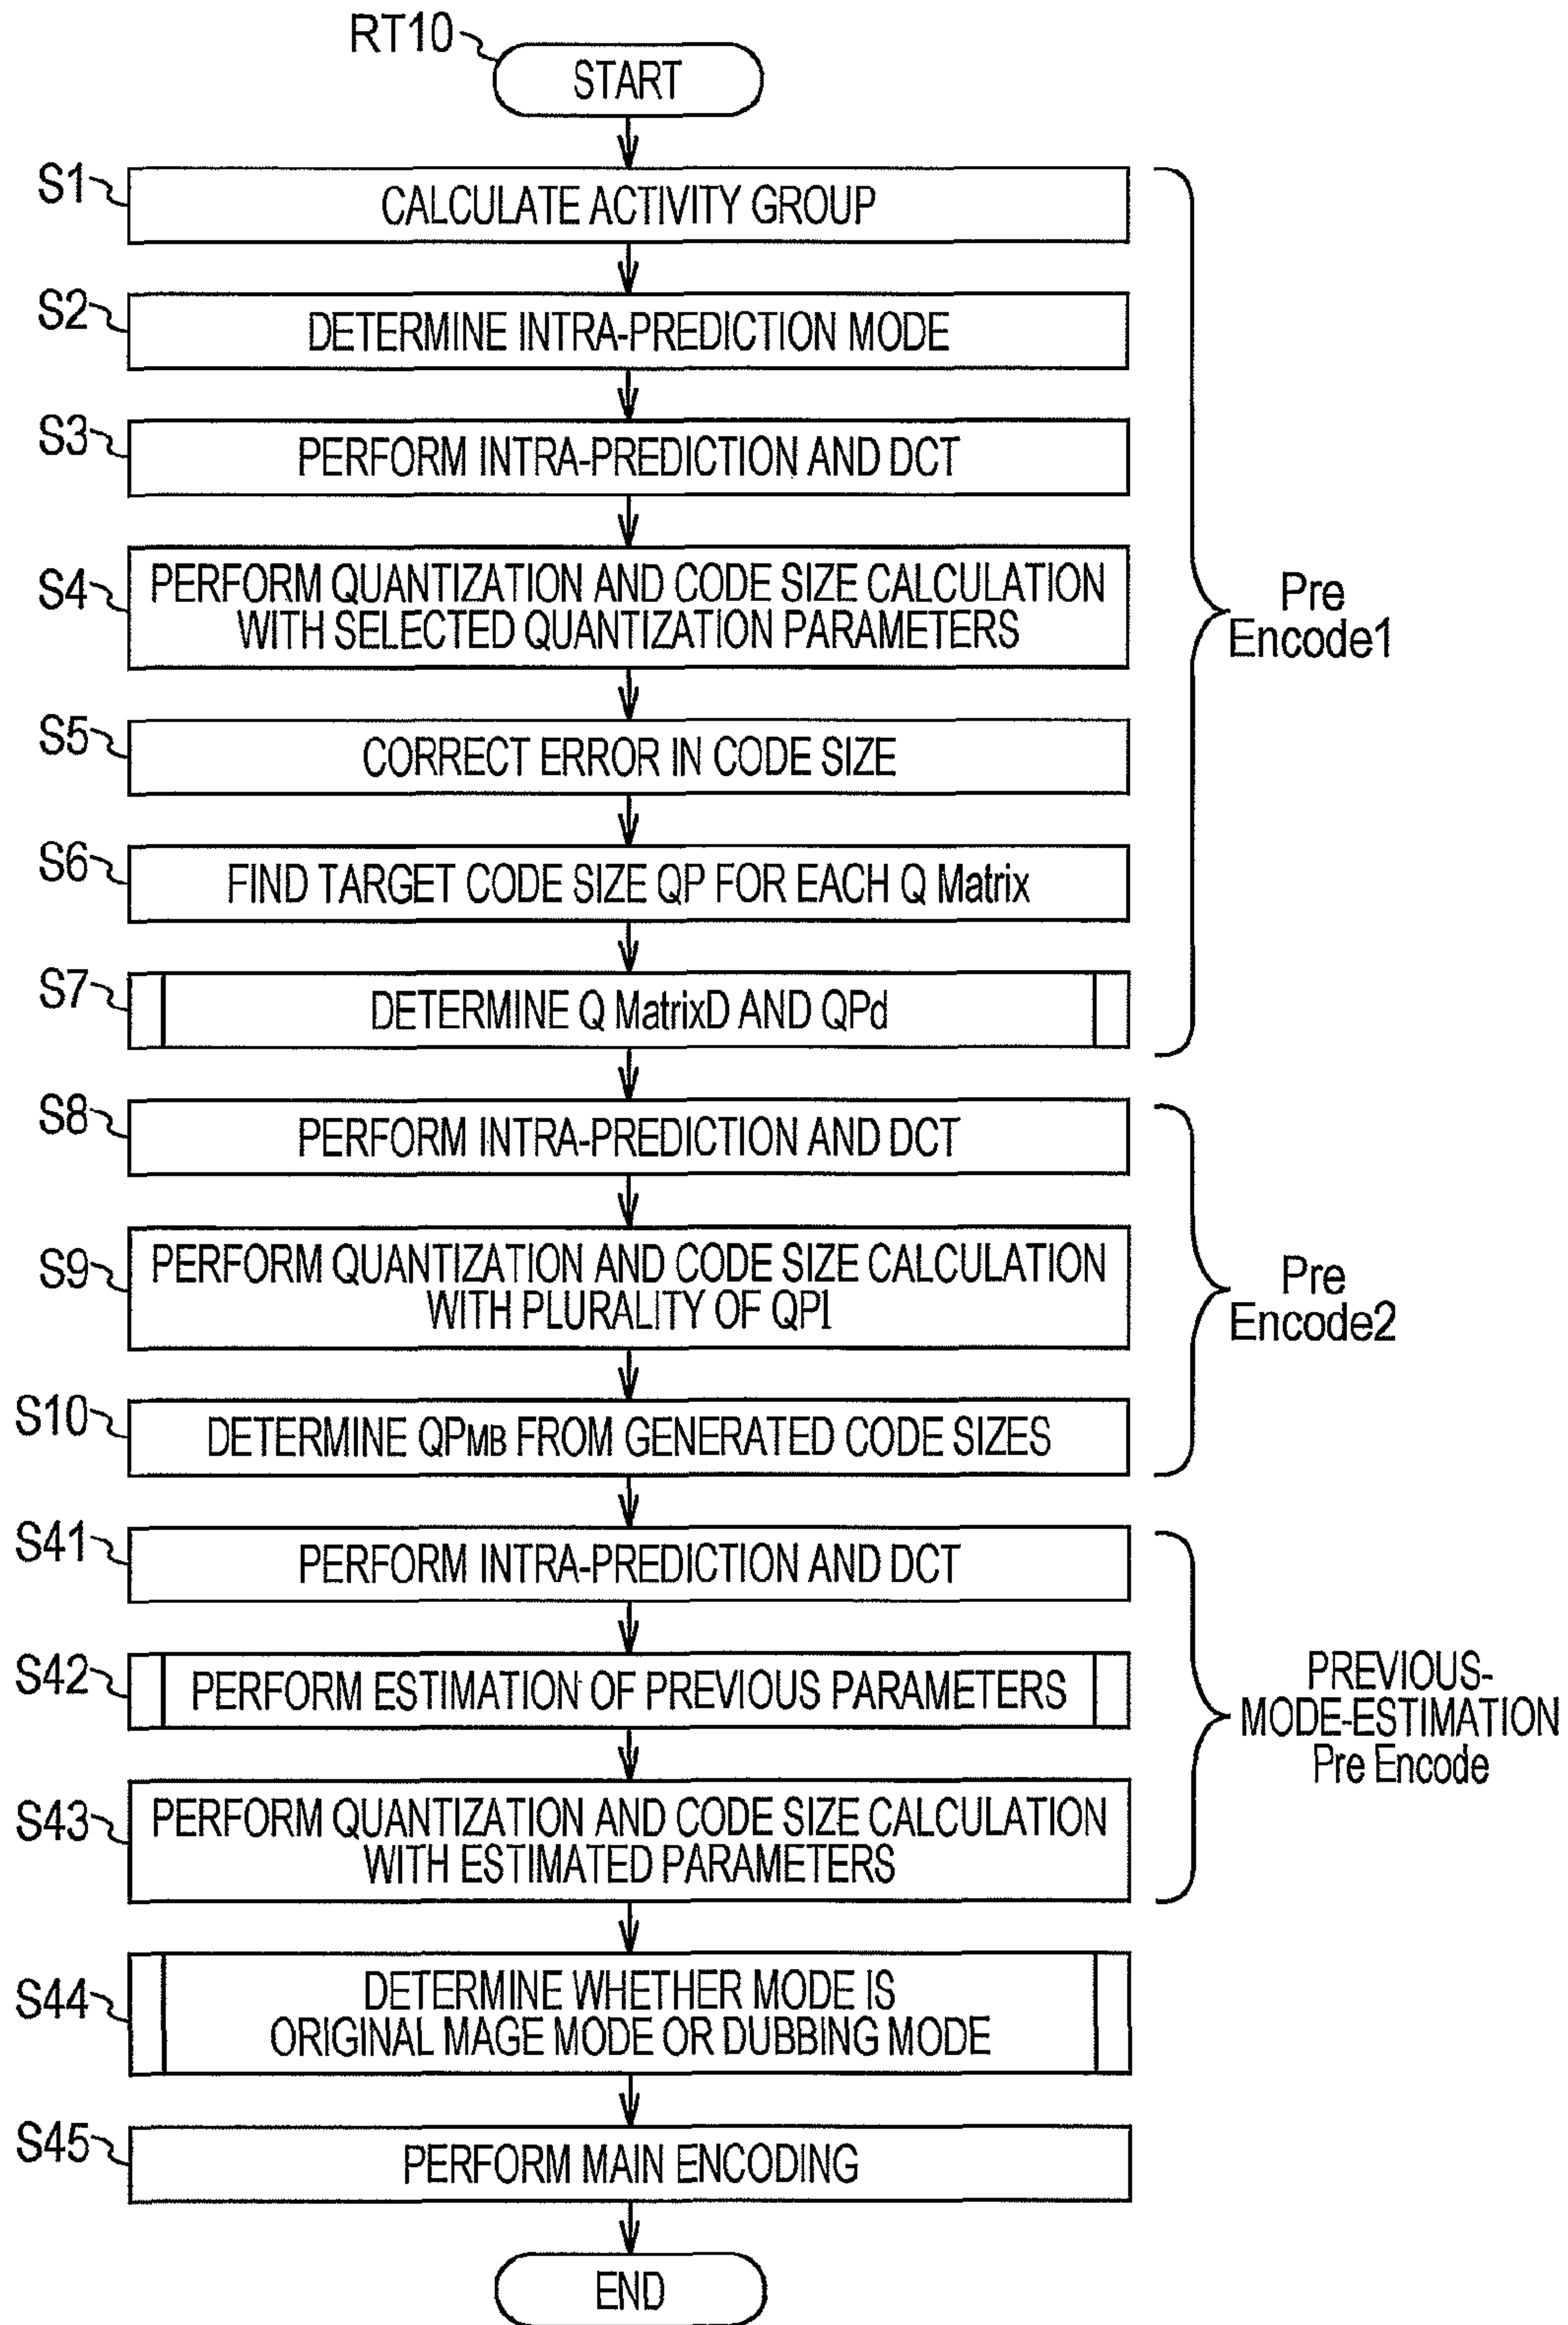 RT10
START
S1
CALCULATE ACTIVITY GROUP
S2
DETERMINE INTRA-PREDICTION MODE
S3
PERFORM INTRA-PREDICTION AND DCT
S4
PERFORM QUANTIZATION AND CODE SIZE CALCULATION
WITH SELECTED QUANTIZATION PARAMETERS
Pre
Encode1
S5
CORRECT ERROR IN CODE SIZE
S6
FIND TARGET CODE SIZE QP FOR EACH Q Matrix
S7
DETERMINE Q MatrixD AND QPd
S8
PERFORM INTRA-PREDICTION AND DCT
S9
PERFORM QUANTIZATION AND CODE SIZE CALCULATION
WITH PLURALITY OF QPl
Pre
Encode2
S10
DETERMINE QPMB FROM GENERATED CODE SIZES
S41
PERFORM INTRA-PREDICTION AND DCT
S42
PERFORM ESTIMATION OF PREVIOUS PARAMETERS
PREVIOUS-
MODE-ESTIMATION
Pre Encode
S43
PERFORM QUANTIZATION AND CODE SIZE CALCULATION
WITH ESTIMATED PARAMETERS
S44
DETERMINE WHETHER MODE IS
ORIGINAL MAGE MODE OR DUBBING MODE
S45
PERFORM MAIN ENCODING
END